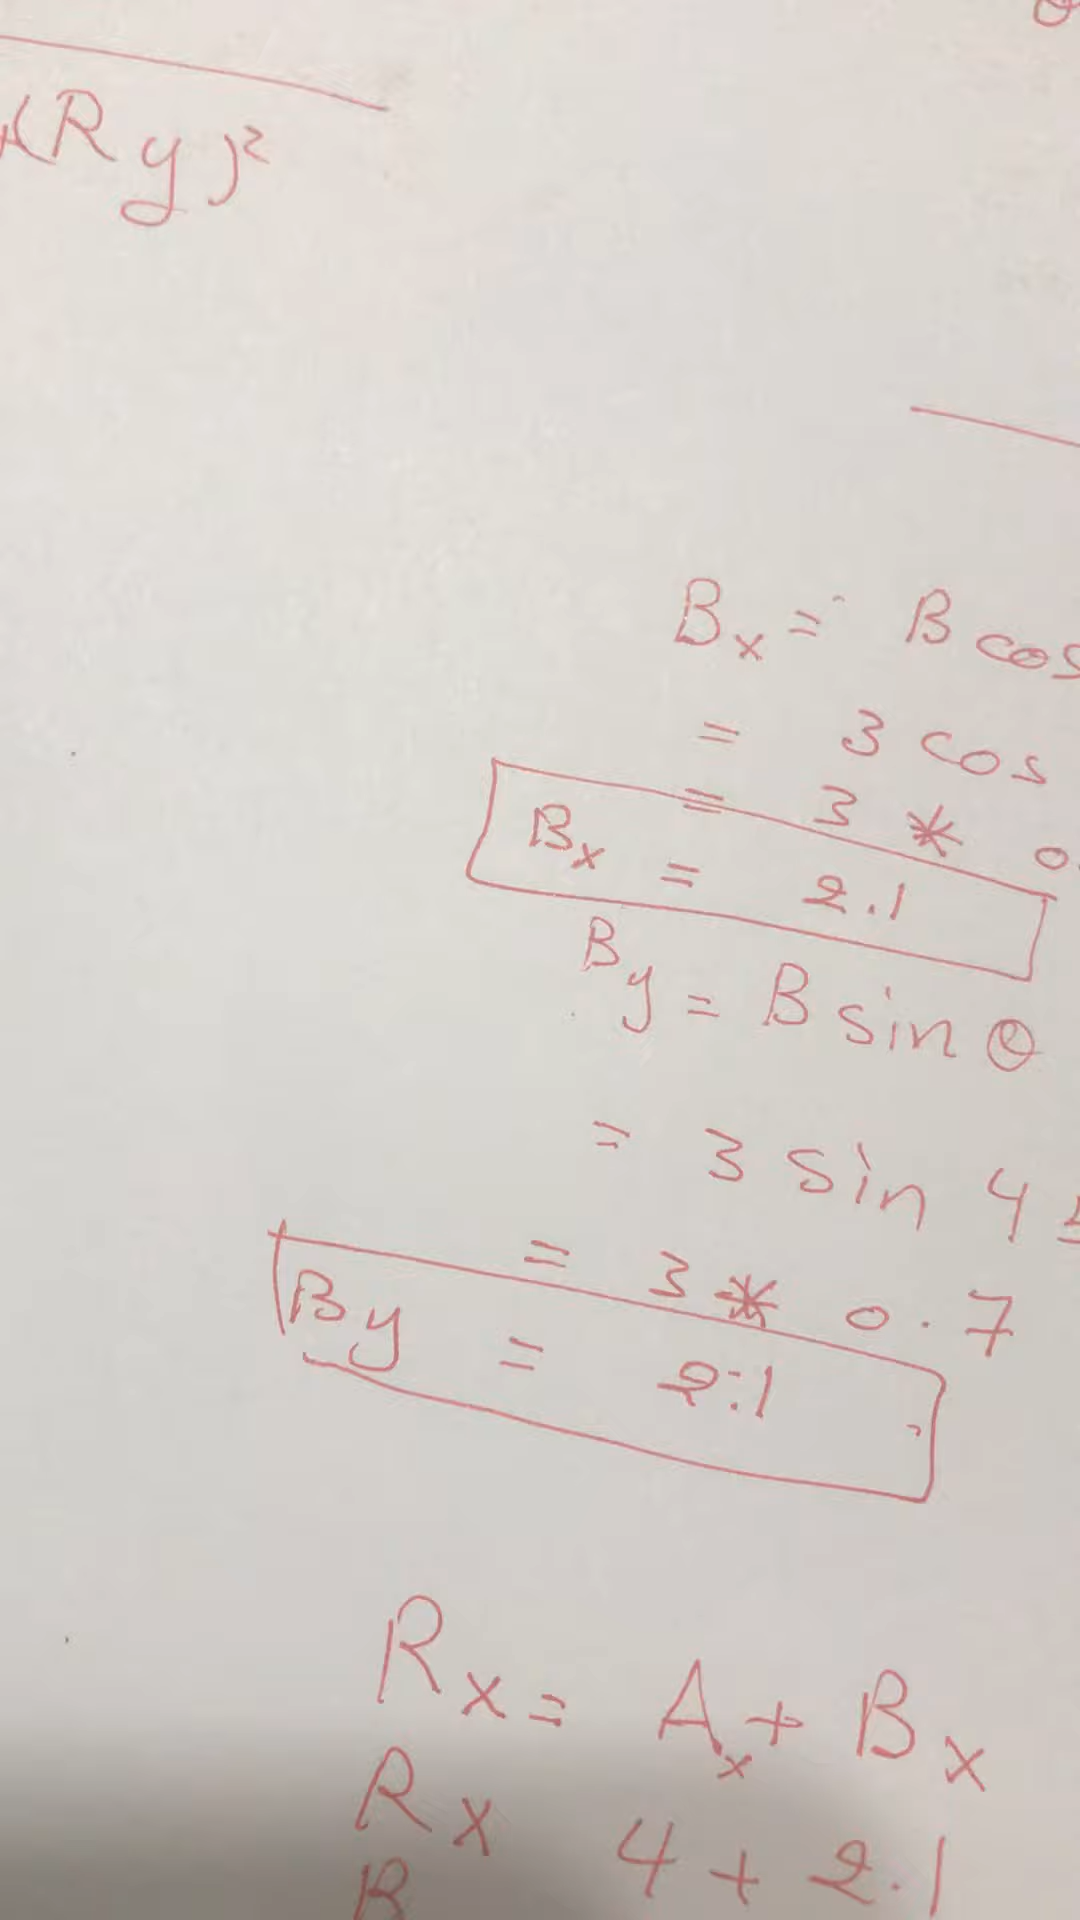 (Ry)²
Bx = B cos
= 3 cos
= 3 * 0.
Bx = 2.1
By = B sin θ
= 3 sin 4
= 3 * 0.7
By = 2.1
Rx = Ax + Bx
Rx 4 + 2.1
R